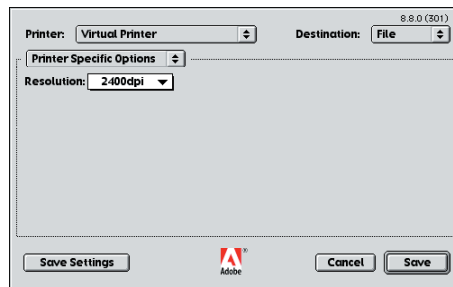 8.8.0 (301)
Printer: Virtual Printer Destination: File
Printer Specific Options
Resolution: 2400dpi
Save Settings Adobe® Cancel Save